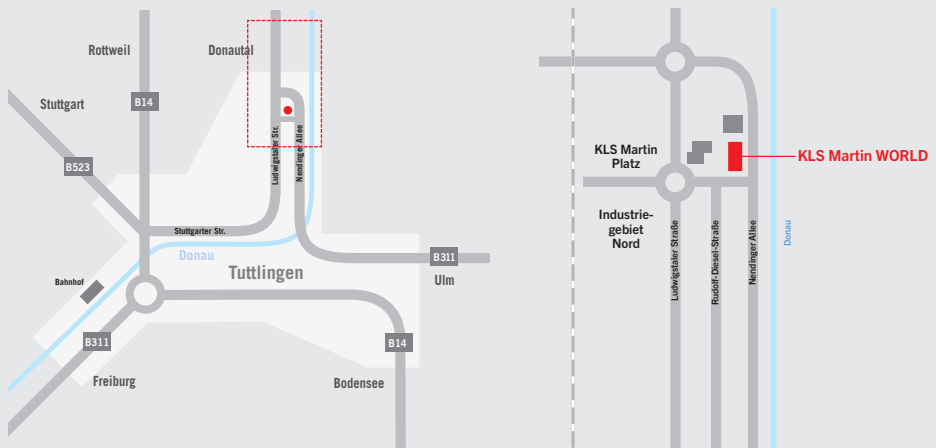 Rottweil
Donautal
Stuttgart
B14
B523
Ludwigstaler Str.
Nendinger Allee
Stuttgarter Str.
Donau
Tuttlingen
B311
Ulm
Bahnhof
B311
B14
Freiburg
Bodensee
KLS Martin
Platz
KLS Martin WORLD
Industrie-
gebiet
Nord
Ludwigstaler Straße
Rudolf-Diesel-Straße
Nendinger Allee
Donau